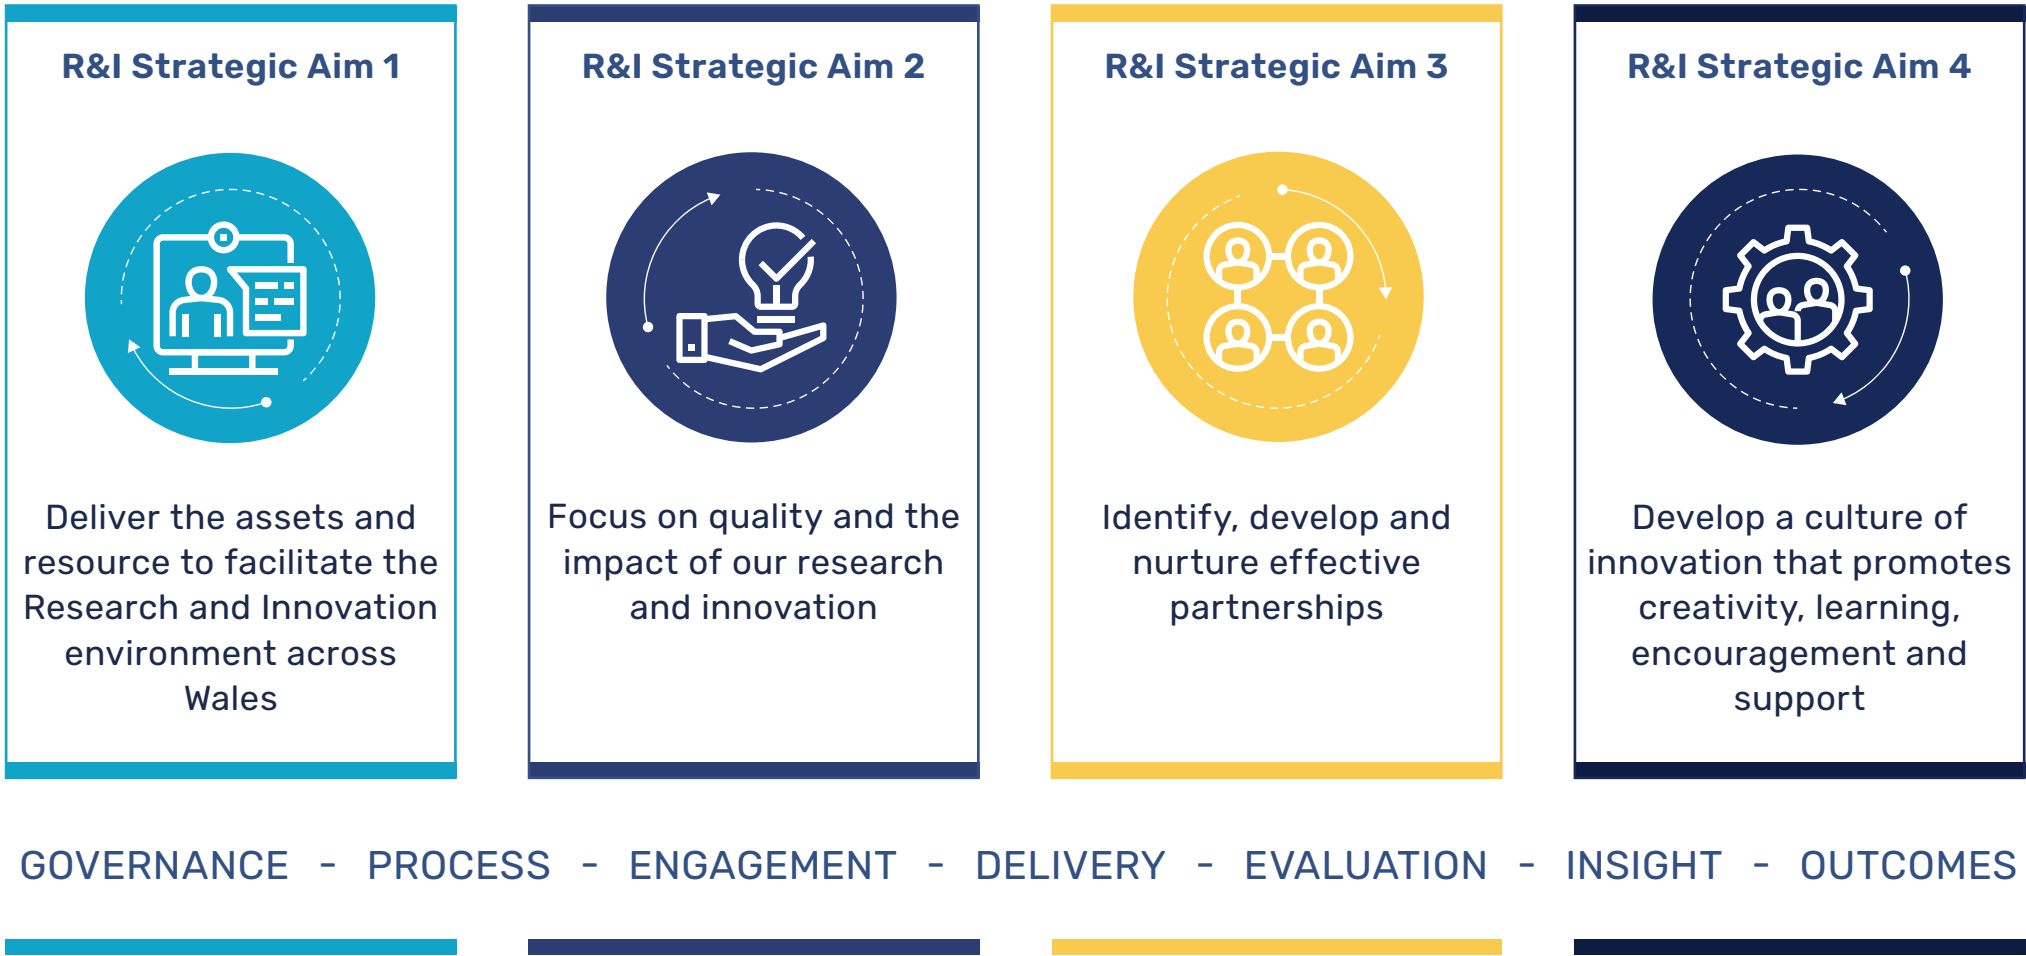 R&I Strategic Aim 1
Deliver the assets and
resource to facilitate the
Research and Innovation
environment across
Wales
R&I Strategic Aim 2
Focus on quality and the
impact of our research
and innovation
R&I Strategic Aim 3
Identify, develop and
nurture effective
partnerships
R&I Strategic Aim 4
Develop a culture of
innovation that promotes
creativity, learning,
encouragement and
support
GOVERNANCE - PROCESS - ENGAGEMENT - DELIVERY - EVALUATION - INSIGHT - OUTCOMES